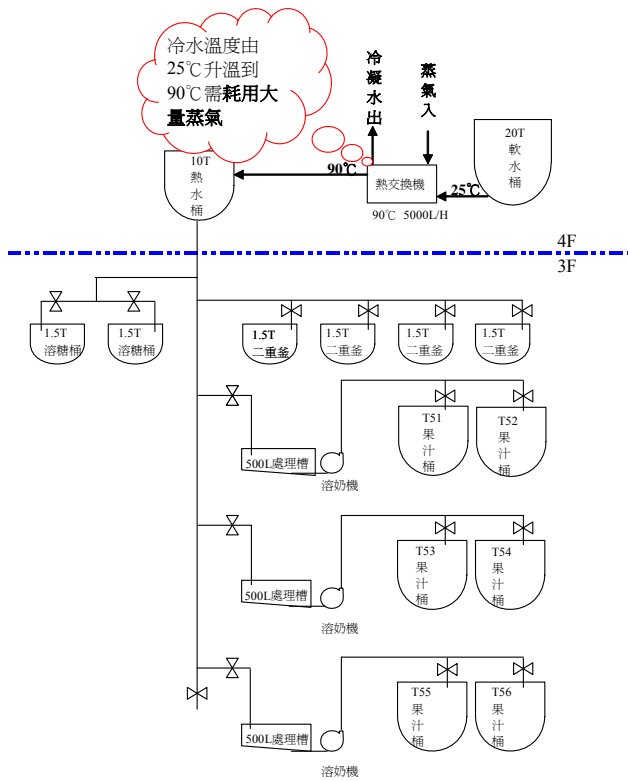 冷水溫度由
25℃升溫到
90℃需耗用大
量蒸氣
冷凝水出
蒸氣入
20T
軟水桶
10T
熱水桶
90℃
熱交換機
25℃
90℃ 5000L/H
4F
3F
1.5T
溶糖桶
1.5T
溶糖桶
1.5T
二重釜
1.5T
二重釜
1.5T
二重釜
1.5T
二重釜
T51
果汁桶
T52
果汁桶
500L處理槽
溶奶機
T53
果汁桶
T54
果汁桶
500L處理槽
溶奶機
T55
果汁桶
T56
果汁桶
500L處理槽
溶奶機